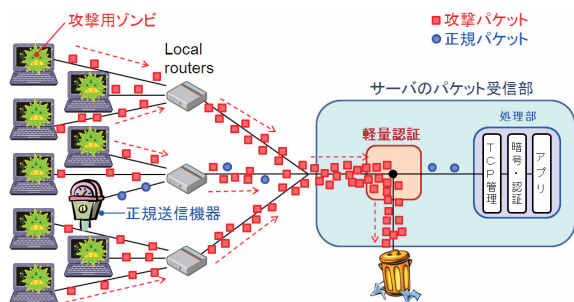 攻撃用ゾンビ
Local
routers
攻撃パケット
正規パケット
サーバのパケット受信部
軽量認証
処理部
TCP管理
暗号・認証
アプリ
正規送信機器